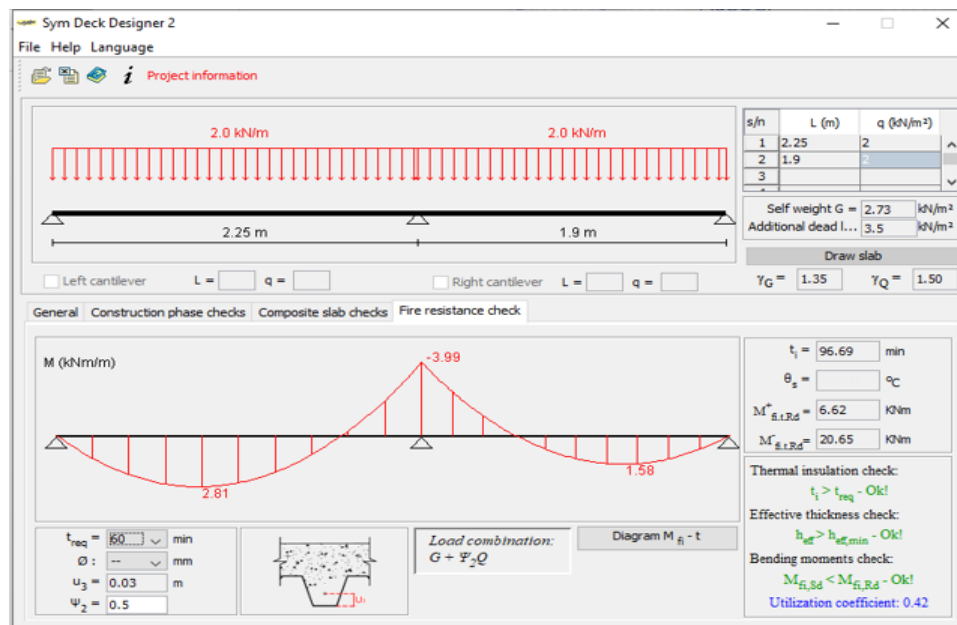 Sym Deck Designer 2
File Help Language
i Project information
2.0 kN/m 2.0 kN/m
2.25 m 1.9 m
s/n L (m) q (kN/m²)
1 2.25 2
2 1.9 2
3
Self weight G = 2.73 kN/m²
Additional dead l... 3.5 kN/m²
Draw slab
Left cantilever L = q = Right cantilever L = q = γG = 1.35 γQ = 1.50
General Construction phase checks Composite slab checks Fire resistance check
M (kNm/m)
-3.99
2.81
1.58
ti = 96.69 min
θs = ºC
M+fi,t,Rd = 6.62 KNm
M-fi,t,Rd= 20.65 KNm
Thermal insulation check:
ti > treq - Ok!
Effective thickness check:
heff> heff,min - Ok!
Bending moments check:
Mfi,Sd < Mfi,Rd - Ok!
Utilization coefficient: 0.42
treq = 60 min
Ø : -- mm
u3 = 0.03 m
Ψ2 = 0.5
Load combination:
G + Ψ2Q
Diagram M fi - t